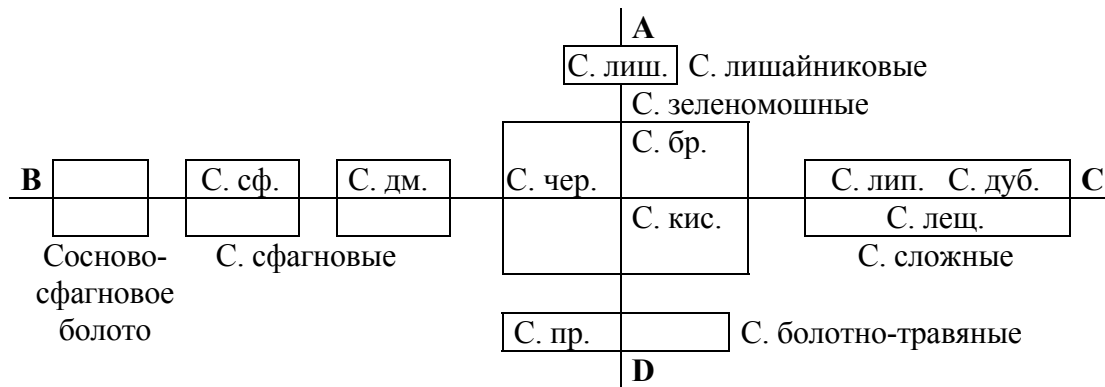 А
С. лиш. С. лишайниковые
С. зеленомошные
С. бр.
В С. сф. С. дм. С. чер. С. лип. С. дуб. С
С. кис. С. лещ.
Сосново- С. сфагновые С. сложные
сфагновое
болото
С. пр. С. болотно-травяные
D